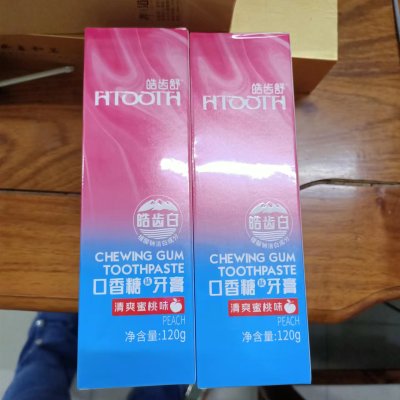 皓齿舒
HTOOTH
皓齿白
CHEWING GUM
TOOTHPASTE
口香糖味牙膏
清爽蜜桃味
PEACH
净含量:120g
皓齿舒
HTOOTH
皓齿白
CHEWING GUM
TOOTHPASTE
口香糖味牙膏
清爽蜜桃味
PEACH
净含量:120g